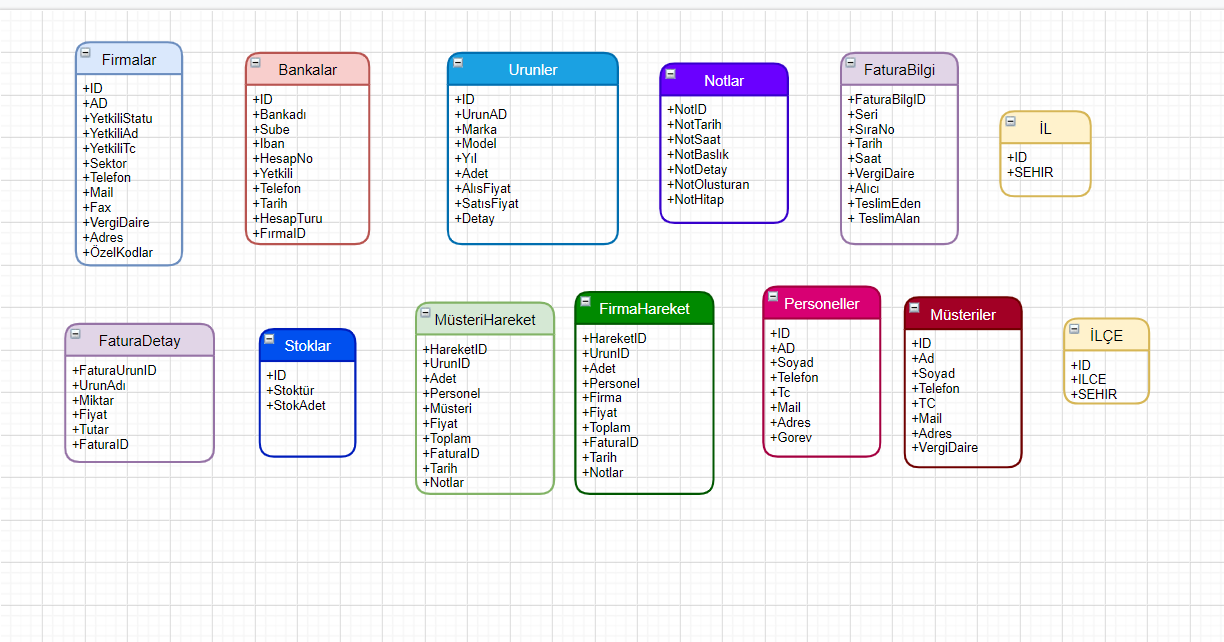 Firmalar
+ID
+AD
+YetkiliStatu
+YetkiliAd
+YetkiliTc
+Sektor
+Telefon
+Mail
+Fax
+VergiDaire
+Adres
+ÖzelKodlar
Bankalar
+ID
+Bankadı
+Sube
+Iban
+HesapNo
+Yetkili
+Telefon
+Tarih
+HesapTuru
+FırmaID
Urunler
+ID
+UrunAD
+Marka
+Model
+Yıl
+Adet
+AlısFiyat
+SatısFiyat
+Detay
Notlar
+NotID
+NotTarih
+NotSaat
+NotBaslık
+NotDetay
+NotOlusturan
+NotHitap
FaturaBilgi
+FaturaBilgID
+Seri
+SıraNo
+Tarih
+Saat
+VergiDaire
+Alıcı
+TeslimEden
+ TeslimAlan
İL
+ID
+SEHIR
FaturaDetay
+FaturaUrunID
+UrunAdı
+Miktar
+Fiyat
+Tutar
+FaturaID
Stoklar
+ID
+Stoktür
+StokAdet
MüsteriHareket
+HareketID
+UrunID
+Adet
+Personel
+Müsteri
+Fiyat
+Toplam
+FaturaID
+Tarih
+Notlar
FirmaHareket
+HareketID
+UrunID
+Adet
+Personel
+Firma
+Fiyat
+Toplam
+FaturaID
+Tarih
+Notlar
Personeller
+ID
+AD
+Soyad
+Telefon
+Tc
+Mail
+Adres
+Gorev
Müsteriler
+ID
+Ad
+Soyad
+Telefon
+TC
+Mail
+Adres
+VergiDaire
İLÇE
+ID
+ILCE
+SEHIR